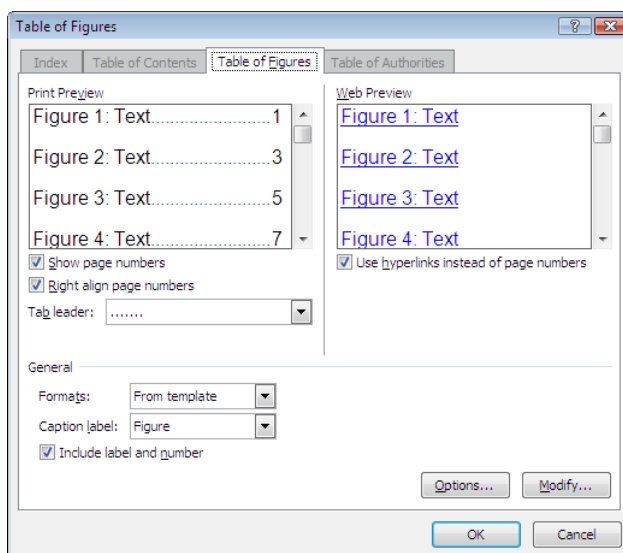 Table of Figures
Index Table of Contents Table of Figures Table of Authorities
Print Preview Web Preview
Figure 1: Text....................1 Figure 1: Text
Figure 2: Text....................3 Figure 2: Text
Figure 3: Text....................5 Figure 3: Text
Figure 4: Text....................7 Figure 4: Text
Show page numbers Use hyperlinks instead of page numbers
Right align page numbers
Tab leader: .......
General
Formats: From template
Caption label: Figure
Include label and number
Options... Modify...
OK Cancel